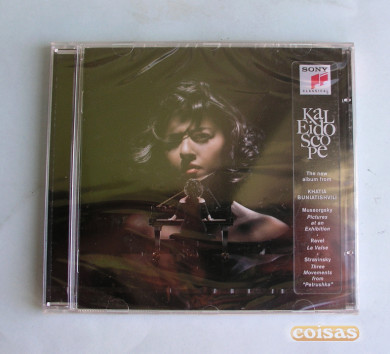 SONY
CLASSICAL
KaL
Eido
Sco
Pe
The new
album from
KHATIA
BUNIATISHVILI
Mussorgsky
Pictures
at an
Exhibition
Ravel
La Valse
Stravinsky
Three
Movements
from
"Petrushka"
coisas